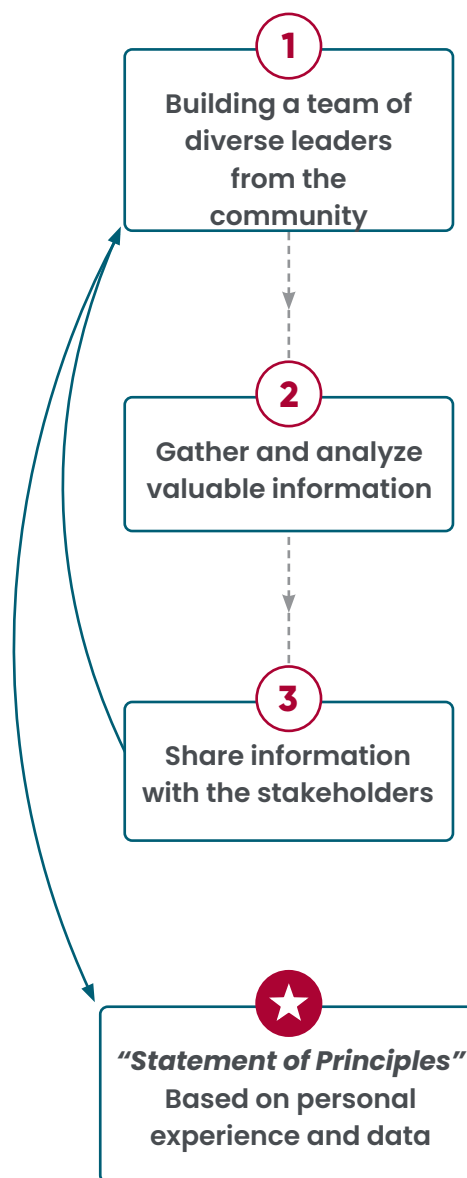 1
Building a team of
diverse leaders
from the
community
2
Gather and analyze
valuable information
3
Share information
with the stakeholders
“Statement of Principles”
Based on personal
experience and data